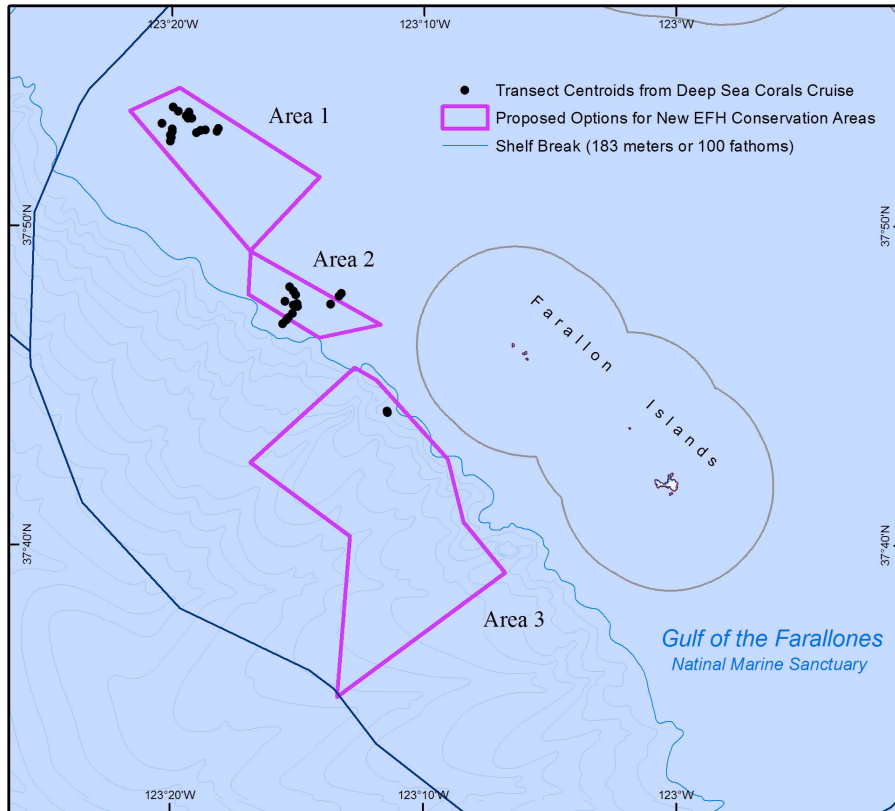 123°20'W
123°10'W
123°W
Transect Centroids from Deep Sea Corals Cruise
Proposed Options for New EFH Conservation Areas
Shelf Break (183 meters or 100 fathoms)
Area 1
37°50'N
37°50'N
Area 2
Farallon
Islands
37°40'N
37°40'N
Area 3
Gulf of the Farallones
Natinal Marine Sanctuary
123°20'W
123°10'W
123°W